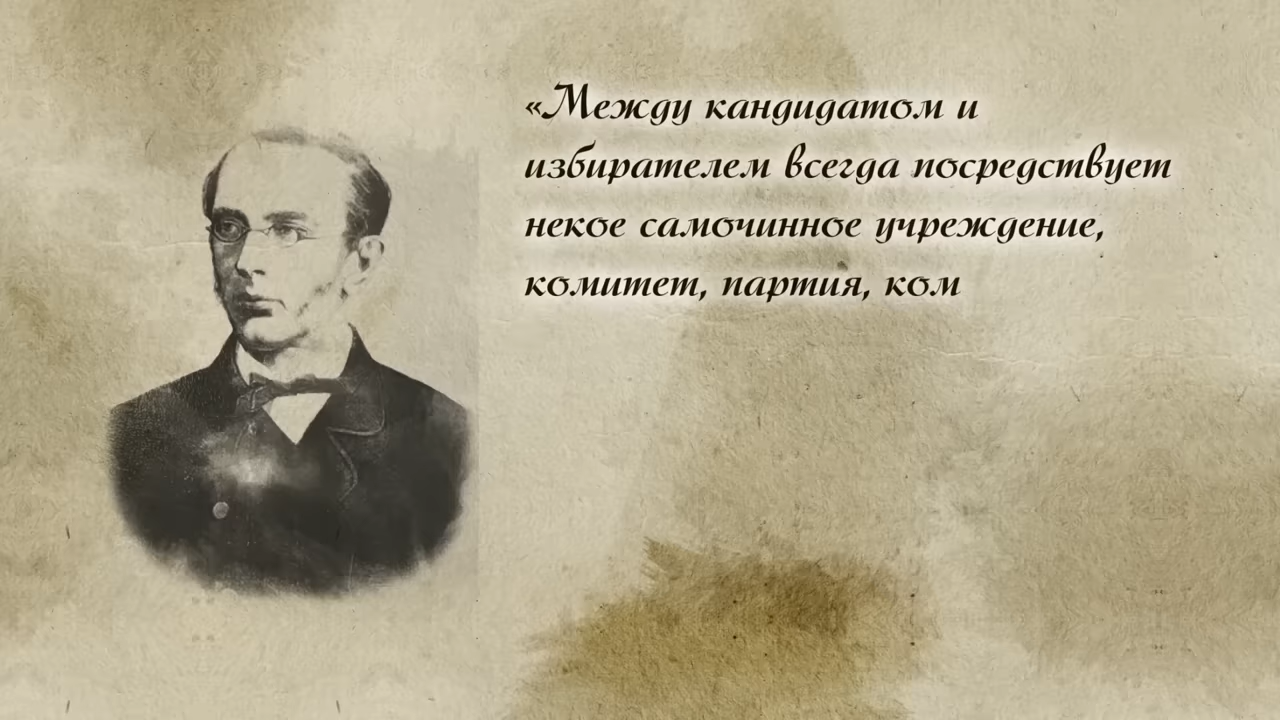 «Между кандидатом и
избирателем всегда посредствует
некое самочинное учреждение,
комитет, партия, ком